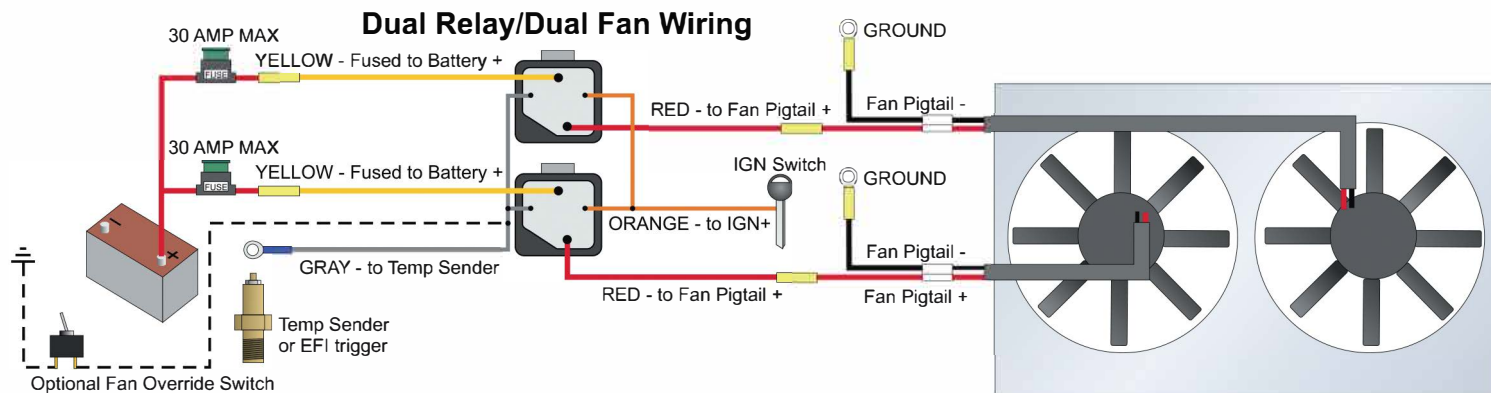 Dual Relay/Dual Fan Wiring
30 AMP MAX
FUSE
YELLOW - Fused to Battery +
GROUND
RED - to Fan Pigtail +
Fan Pigtail -
30 AMP MAX
FUSE
YELLOW - Fused to Battery +
IGN Switch
GROUND
ORANGE - to IGN+
- +
GRAY - to Temp Sender
Fan Pigtail -
RED - to Fan Pigtail +
Fan Pigtail +
Temp Sender
or EFI trigger
Optional Fan Override Switch